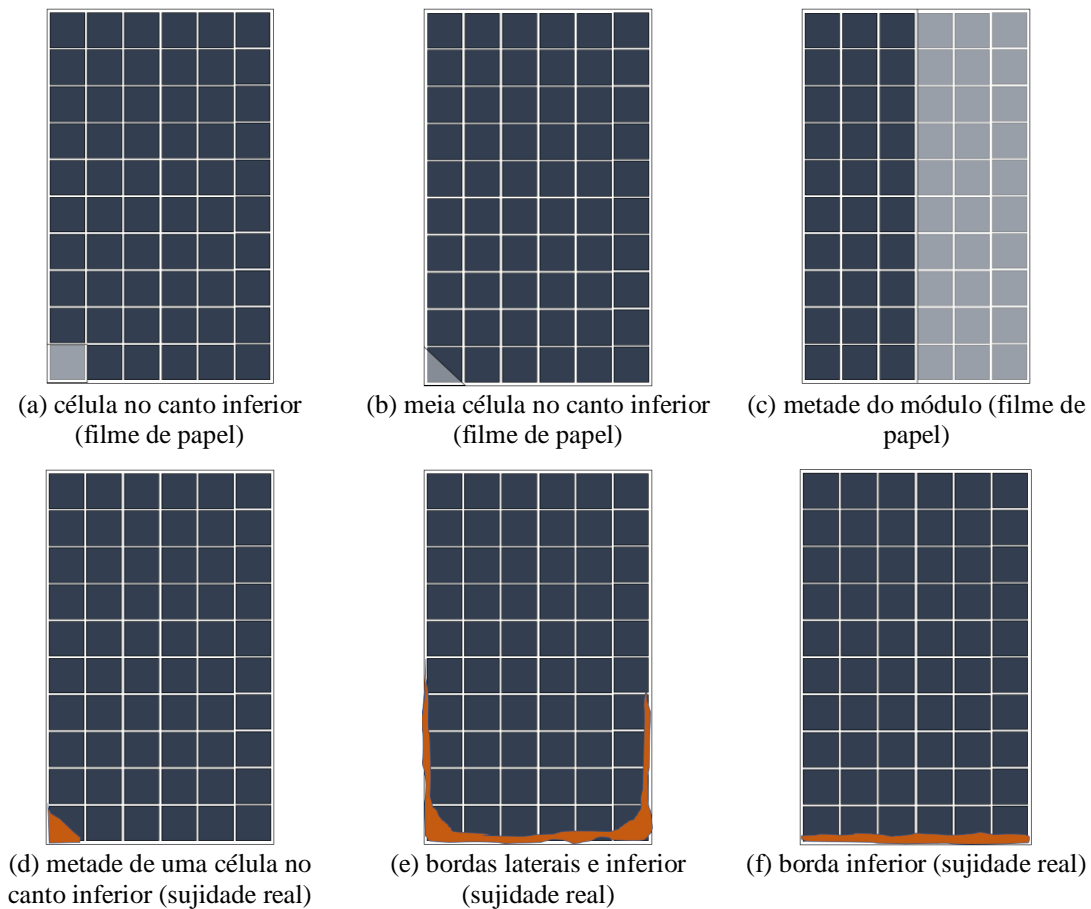 (a) célula no canto inferior
(filme de papel)
(b) meia célula no canto inferior
(filme de papel)
(c) metade do módulo (filme de
papel)
(d) metade de uma célula no
canto inferior (sujidade real)
(e) bordas laterais e inferior
(sujidade real)
(f) borda inferior (sujidade real)